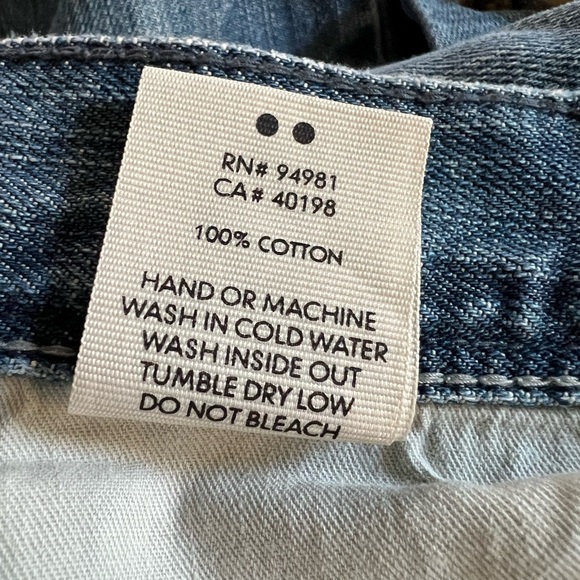 RN# 94981
CA# 40198
100% COTTON
HAND OR MACHINE
WASH IN COLD WATER
WASH INSIDE OUT
TUMBLE DRY LOW
DO NOT BLEACH